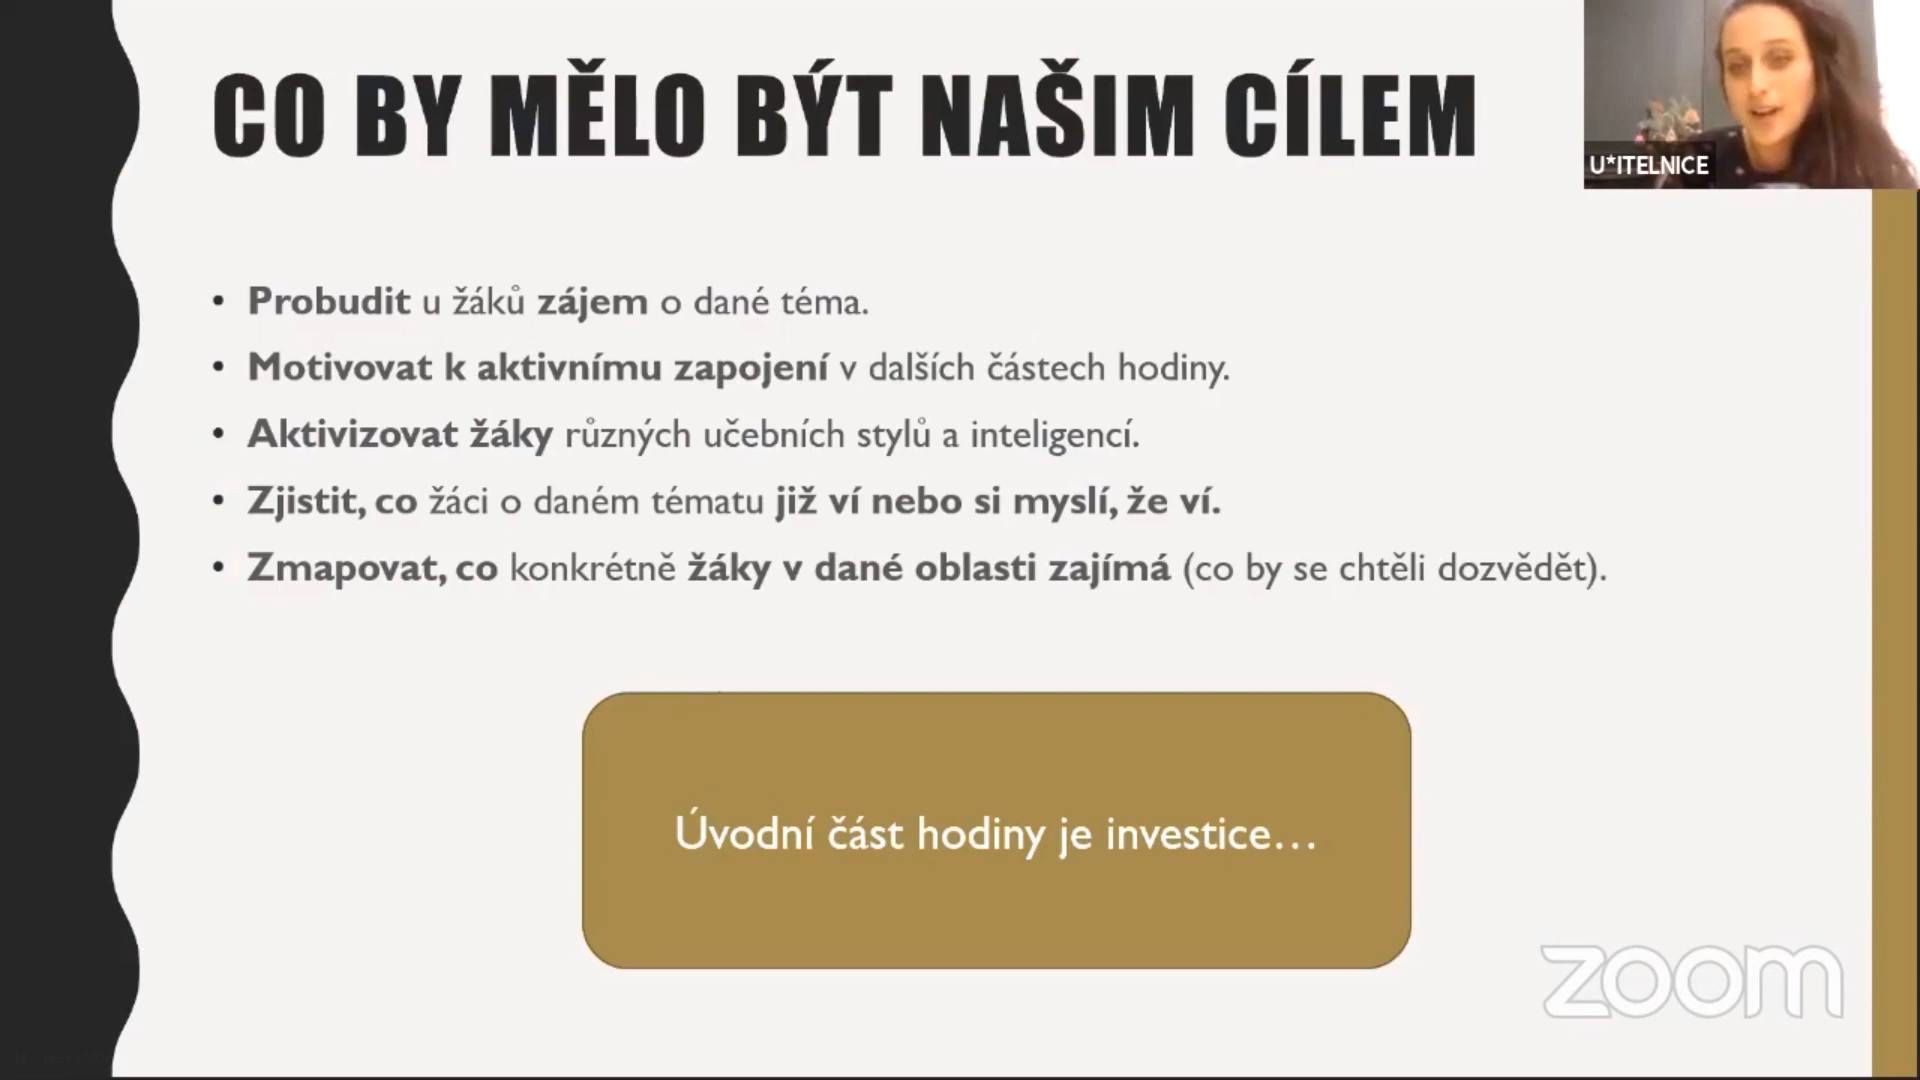 CO BY MĚLO BÝT NAŠIM CÍLEM
U*ITELNICE
• Probudit u žáků zájem o dané téma.
• Motivovat k aktivnímu zapojení v dalších částech hodiny.
• Aktivizovat žáky různých učebních stylů a inteligencí.
• Zjistit, co žáci o daném tématu již ví nebo si myslí, že ví.
• Zmapovat, co konkrétně žáky v dané oblasti zajímá (co by se chtěli dozvědět).
Úvodní část hodiny je investice…
zoom